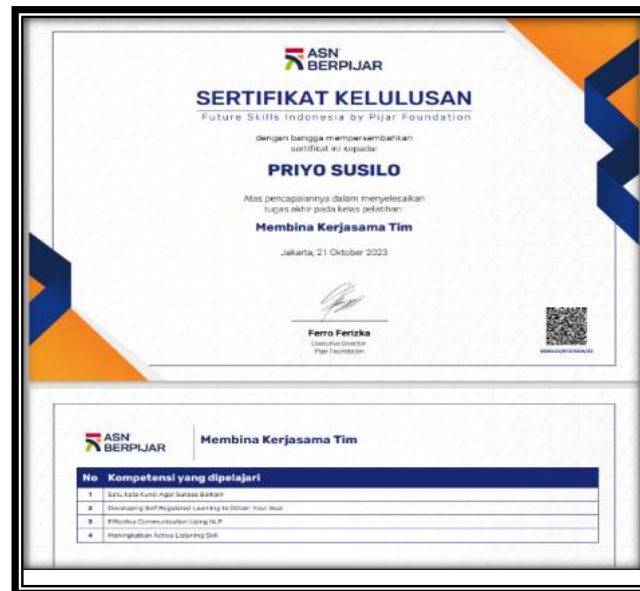 ASN
BERPIJAR
SERTIFIKAT KELULUSAN
Future Skills Indonesia by Pijar Foundation
dengan bangga mempersembahkan
sertifikat ini kepada:
PRIYO SUSILO
Atas pencapaiannya dalam menyelesaikan
tugas akhir pada kelas pelatihan:
Membina Kerjasama Tim
Jakarta, 21 Oktober 2023
Ferro Ferizka
Executive Director
Pijar Foundation
ASN
BERPIJAR
Membina Kerjasama Tim
No Kompetensi yang dipelajari
1 Satu Kata Kunci Agar Sukses Berkarir
2 Developing Self Regulated Learning to Obtain Your Goal
3 Effective Communication Using NLP
4 Meningkatkan Active Listening Skill